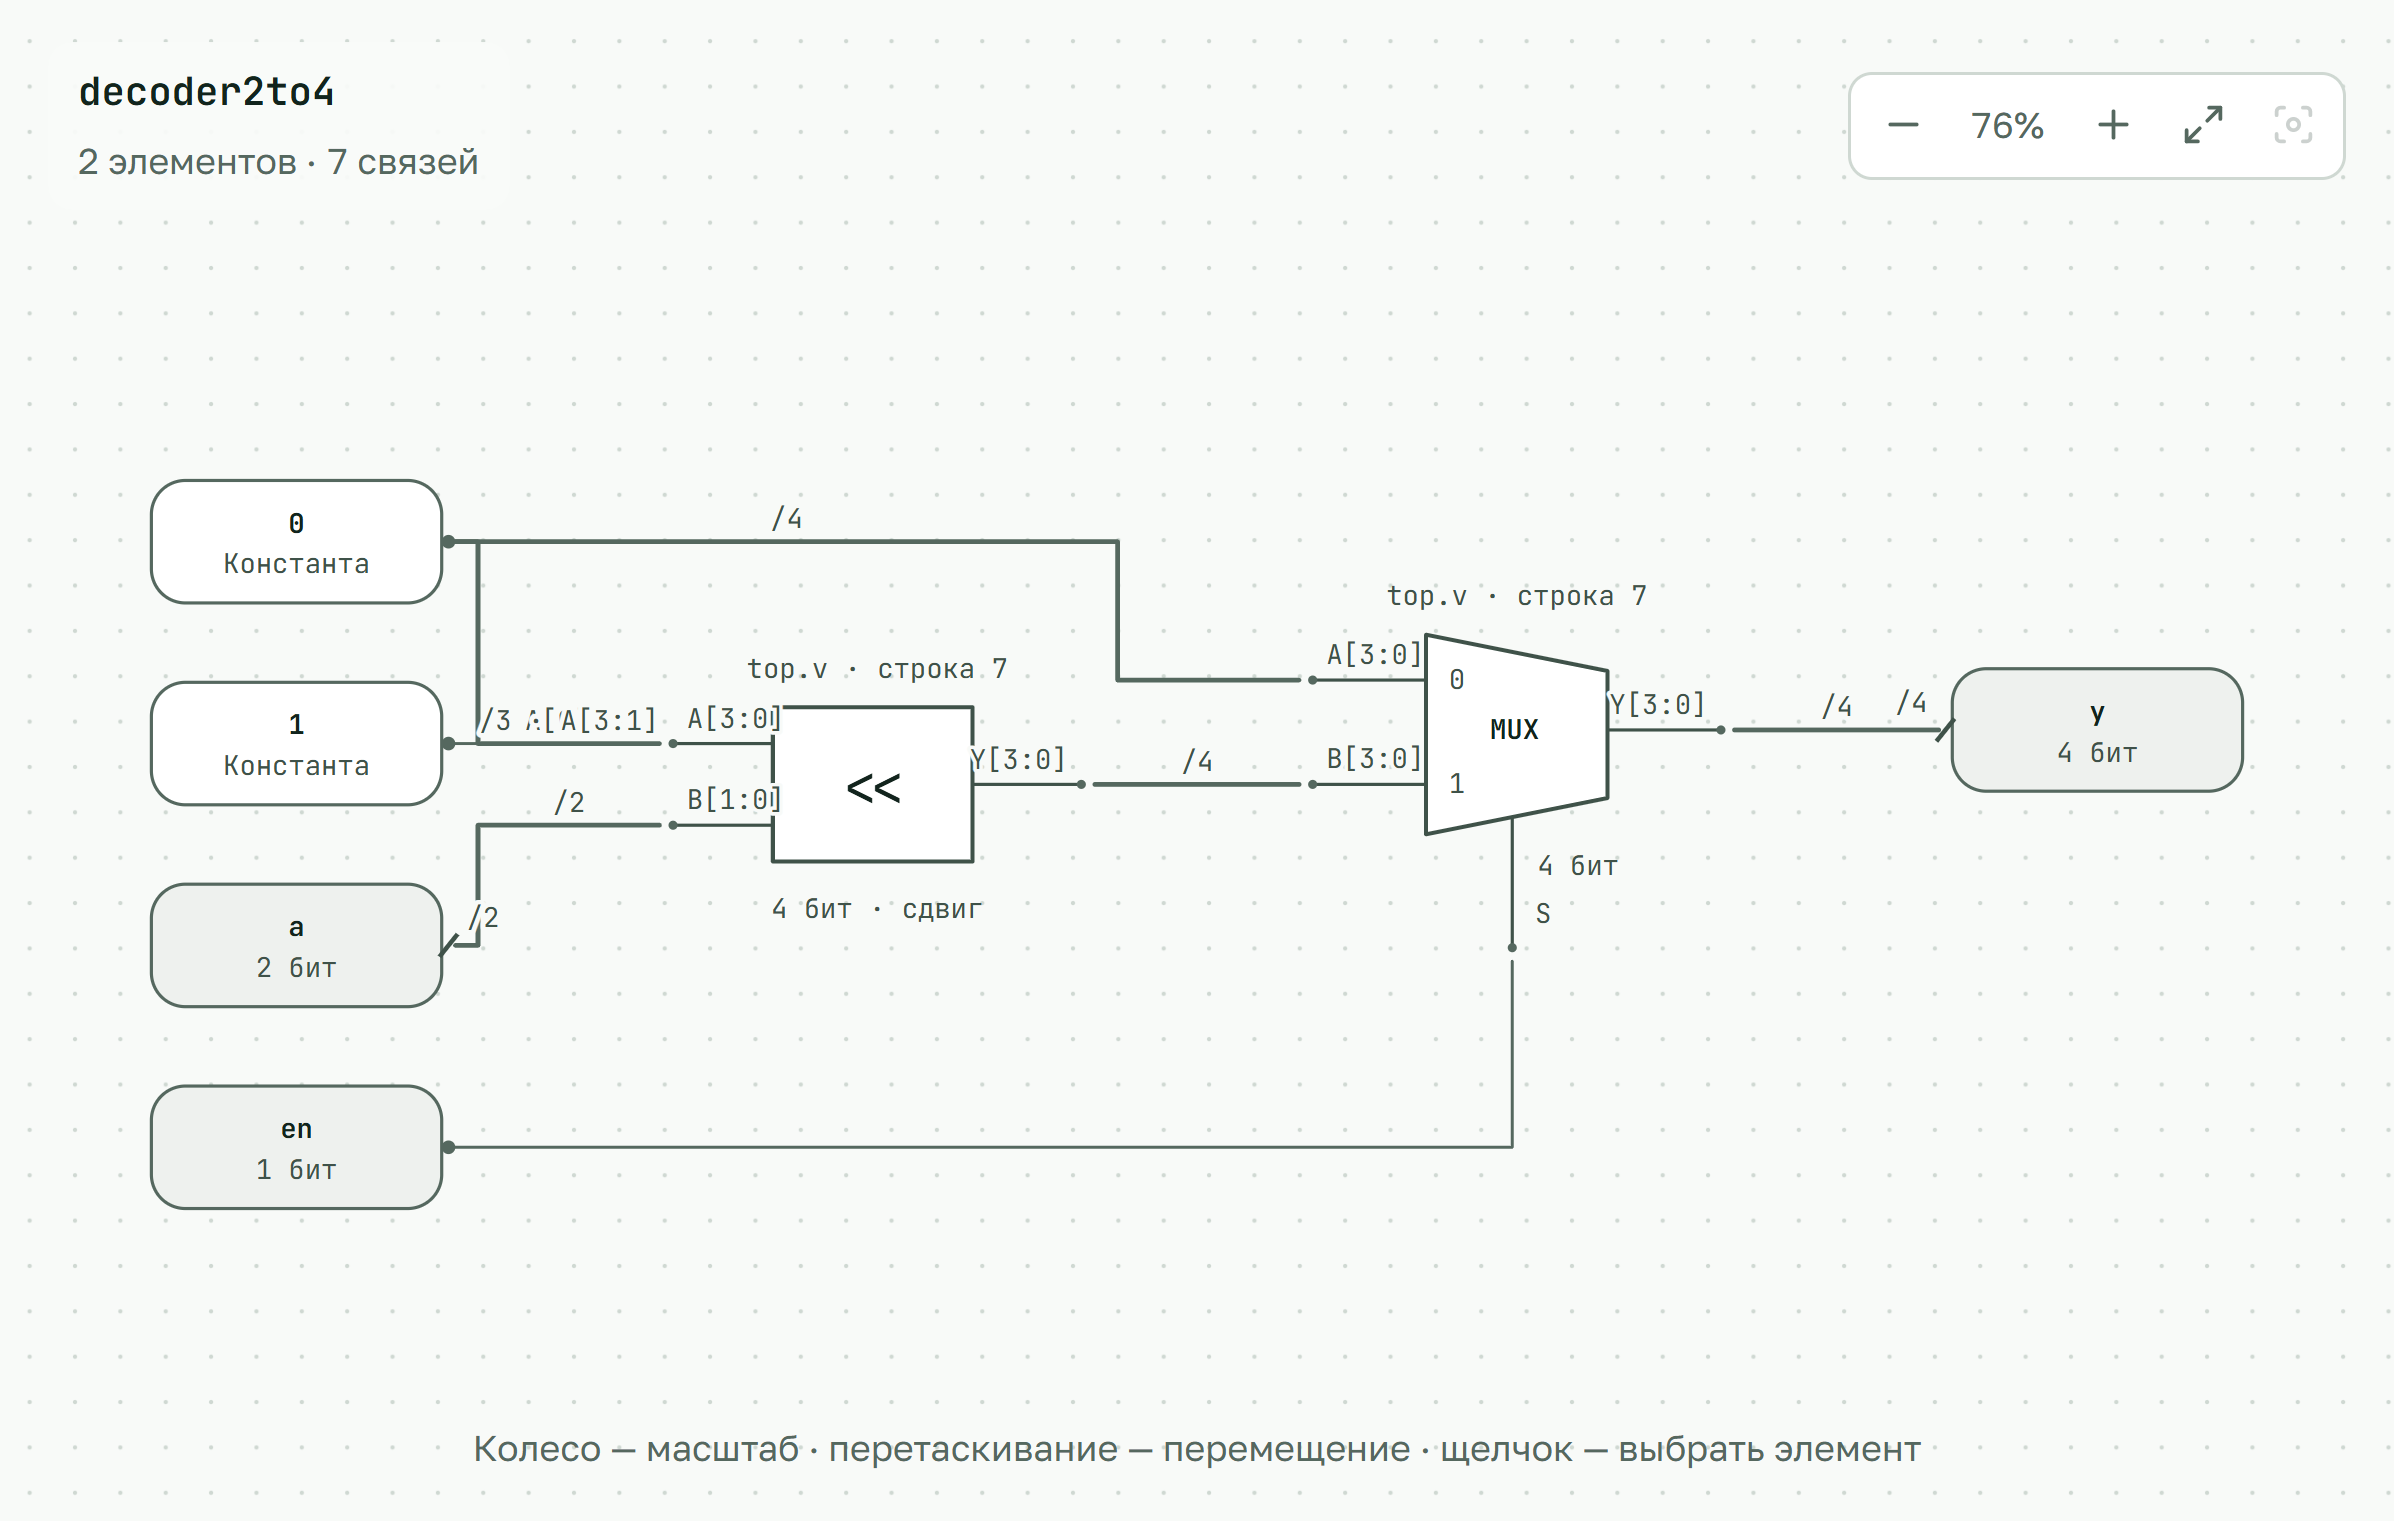 decoder2to4
2 элементов · 7 связей
76%
0
Константа
/4
top.v · строка 7
A[3:0]
0
MUX
1
B[3:0]
Y[3:0]
/4
/4
y
4 бит
1
Константа
top.v · строка 7
/3
A[3:1]
A[3:0]
<<
Y[3:0]
/4
/2
B[1:0]
4 бит · сдвиг
4 бит
S
a
2 бит
/2
en
1 бит
Колесо — масштаб · перетаскивание — перемещение · щелчок — выбрать элемент